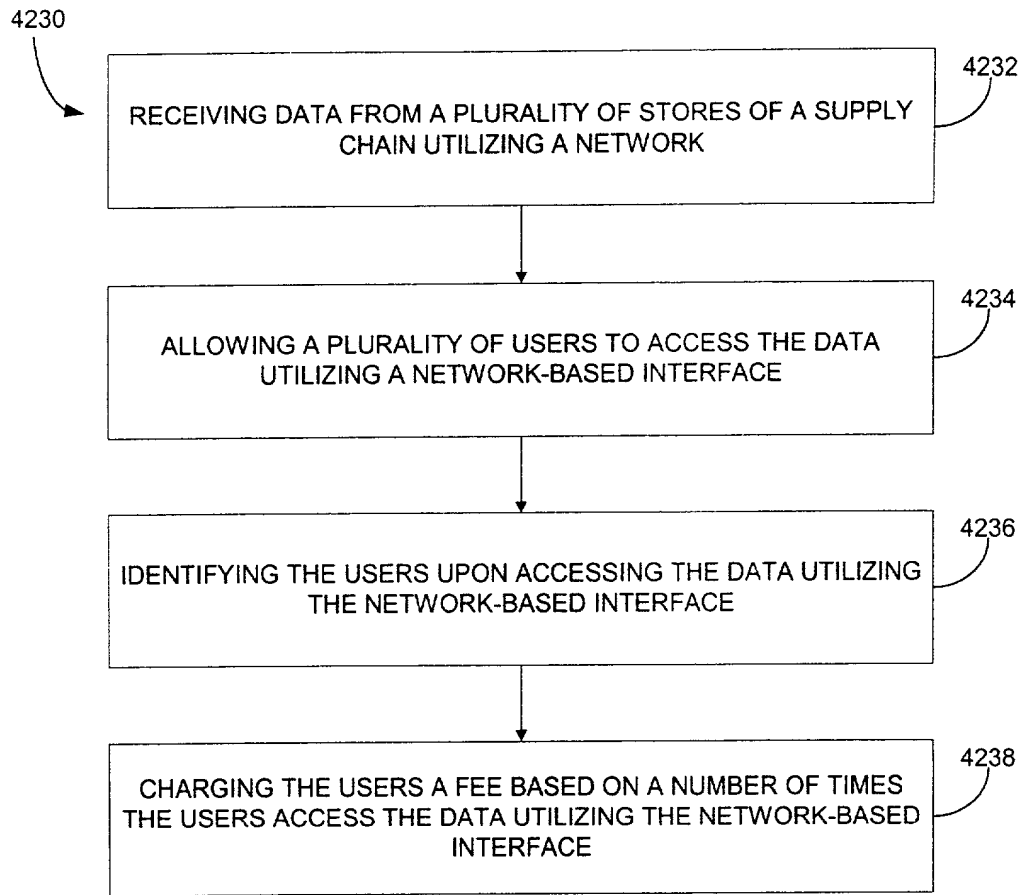 4230
4232
RECEIVING DATA FROM A PLURALITY OF STORES OF A SUPPLY
CHAIN UTILIZING A NETWORK
4234
ALLOWING A PLURALITY OF USERS TO ACCESS THE DATA
UTILIZING A NETWORK-BASED INTERFACE
4236
IDENTIFYING THE USERS UPON ACCESSING THE DATA UTILIZING
THE NETWORK-BASED INTERFACE
4238
CHARGING THE USERS A FEE BASED ON A NUMBER OF TIMES
THE USERS ACCESS THE DATA UTILIZING THE NETWORK-BASED
INTERFACE